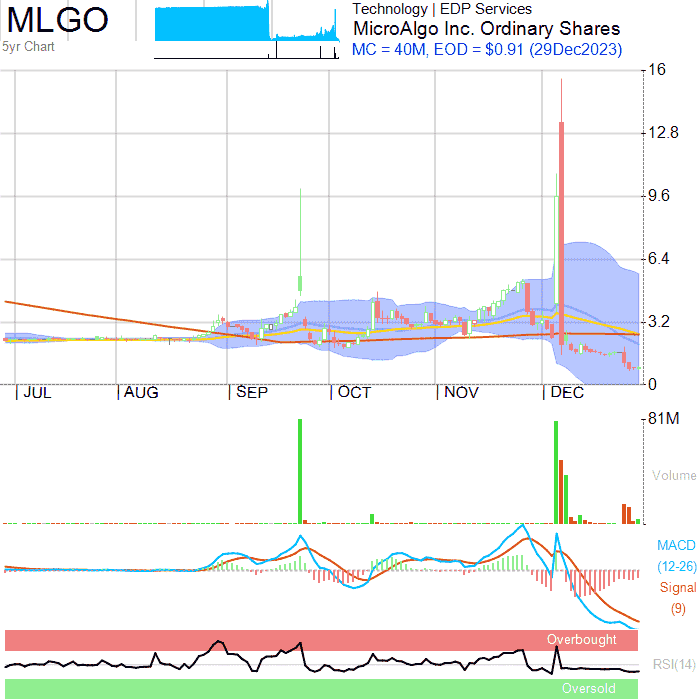 MLGO
5yr Chart
Technology | EDP Services
MicroAlgo Inc. Ordinary Shares
MC = 40M, EOD = $0.91 (29Dec2023)
16
12.8
9.6
6.4
3.2
0
JUL AUG SEP OCT NOV DEC
81M
Volume
MACD
(12-26)
Signal
(9)
Overbought
RSI(14)
Oversold